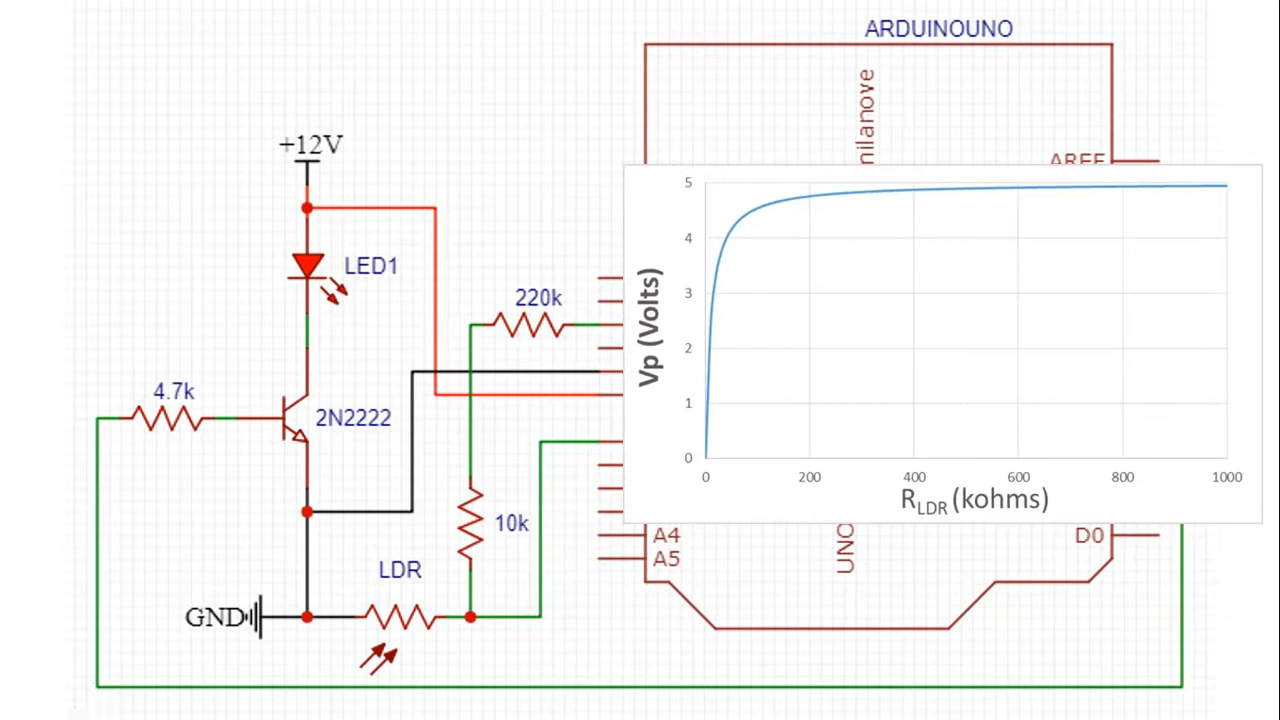 ARDUINOUNO
nilanove
+12V
AREF
LED1
220k
4.7k
2N2222
10k
LDR
GND
5
4
3
2
1
0
Vp (Volts)
0 200 400 600 800 1000
RLDR (kohms)
A4
A5
UNO
D0